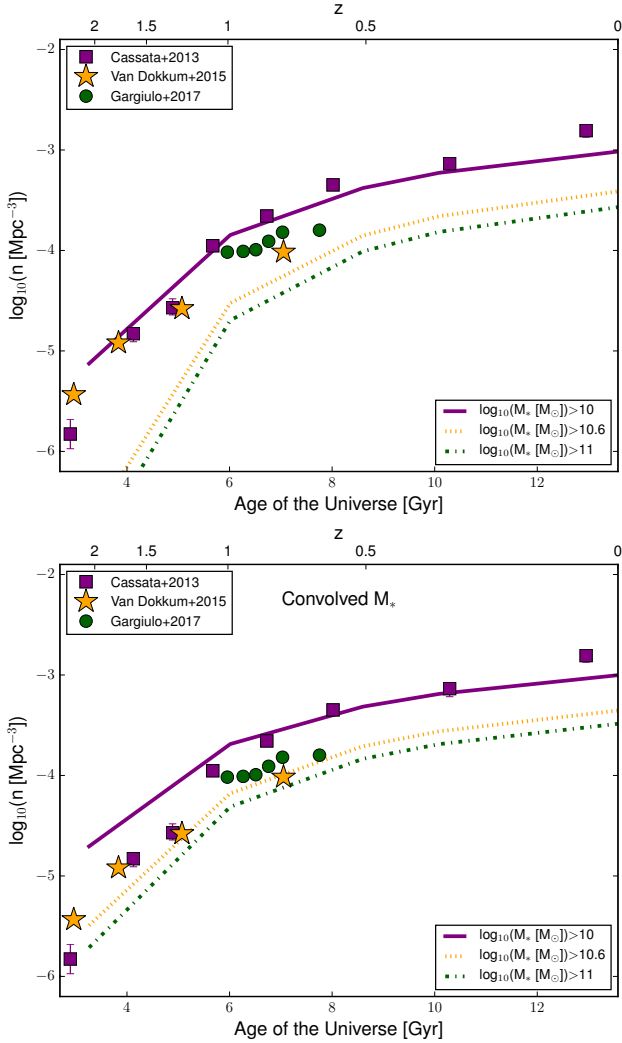 z
2 1.5 1 0.5 0
−2
Cassata+2013
Van Dokkum+2015
Gargiulo+2017
−3
−4
−5
−6
log₁₀(n [Mpc⁻³])
log₁₀(M∗ [M⊙])>10
log₁₀(M∗ [M⊙])>10.6
log₁₀(M∗ [M⊙])>11
4 6 8 10 12
Age of the Universe [Gyr]
z
2 1.5 1 0.5 0
−2
Cassata+2013
Van Dokkum+2015
Gargiulo+2017
Convolved M∗
−3
−4
−5
−6
log₁₀(n [Mpc⁻³])
log₁₀(M∗ [M⊙])>10
log₁₀(M∗ [M⊙])>10.6
log₁₀(M∗ [M⊙])>11
4 6 8 10 12
Age of the Universe [Gyr]